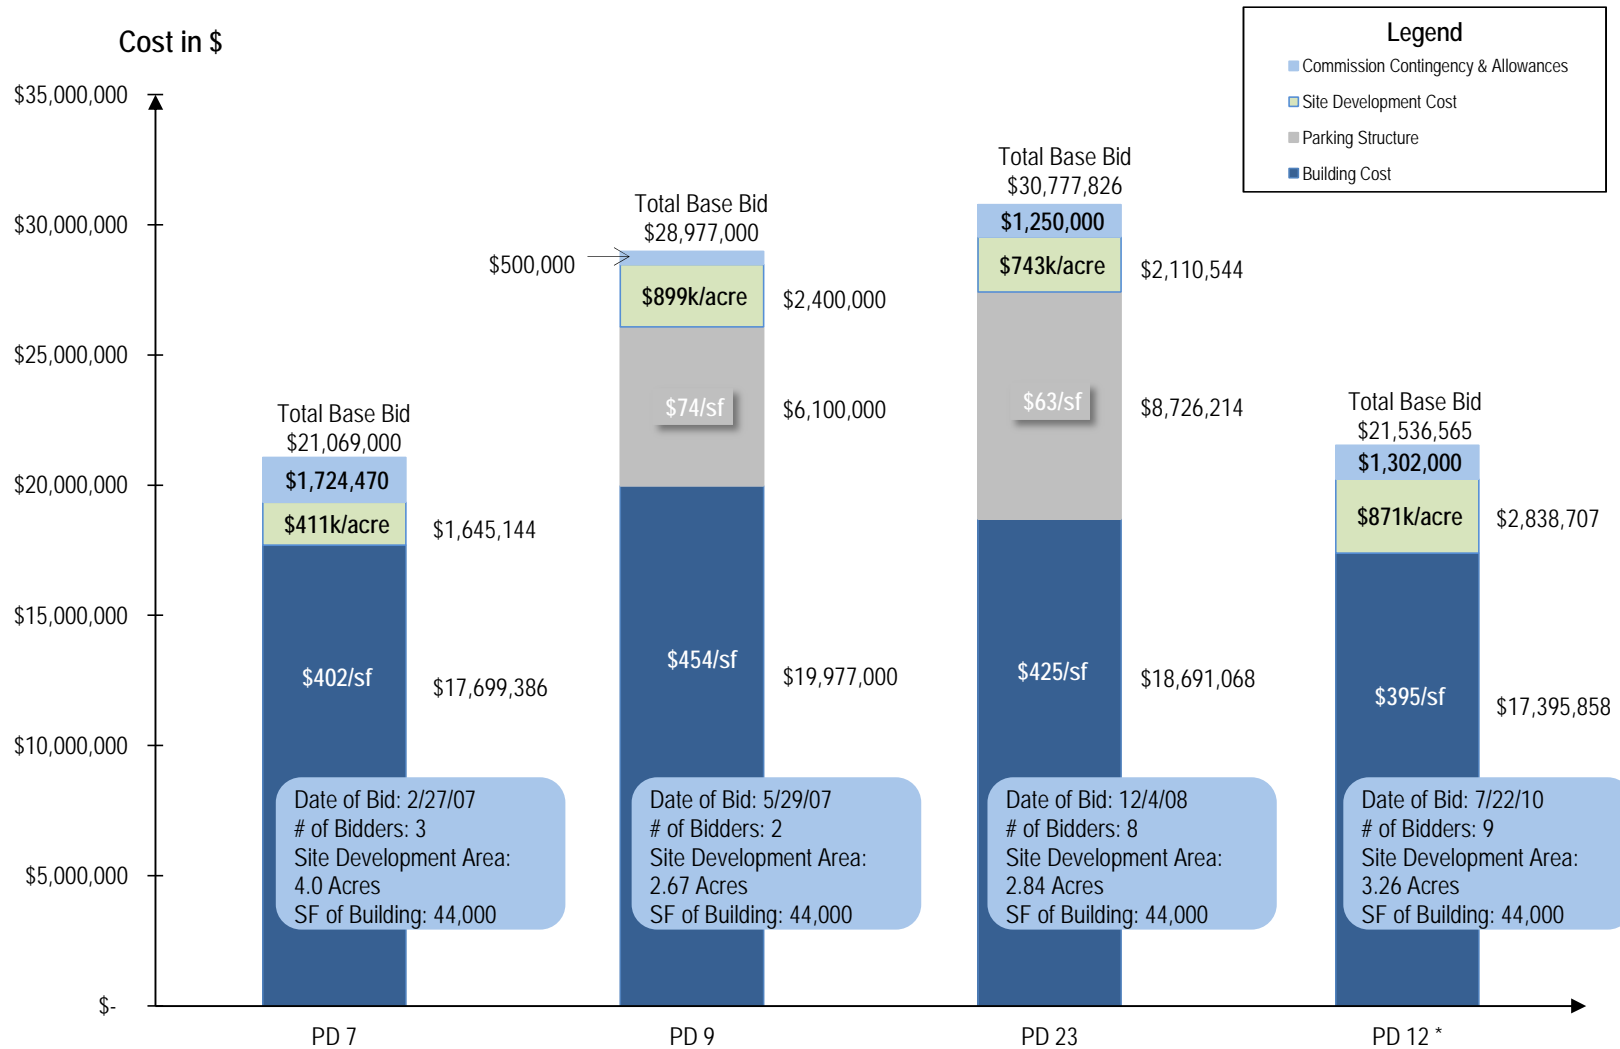 Cost in $
Legend
Commission Contingency & Allowances
Site Development Cost
Parking Structure
Building Cost
$35,000,000
$30,000,000
$25,000,000
$20,000,000
$15,000,000
$10,000,000
$5,000,000
$-
Total Base Bid
$21,069,000
$1,724,470
$411k/acre
$1,645,144
$402/sf
$17,699,386
Date of Bid: 2/27/07
# of Bidders: 3
Site Development Area:
4.0 Acres
SF of Building: 44,000
PD 7
Total Base Bid
$28,977,000
$500,000
$899k/acre
$2,400,000
$74/sf
$6,100,000
$454/sf
$19,977,000
Date of Bid: 5/29/07
# of Bidders: 2
Site Development Area:
2.67 Acres
SF of Building: 44,000
PD 9
Total Base Bid
$30,777,826
$1,250,000
$743k/acre
$2,110,544
$63/sf
$8,726,214
$425/sf
$18,691,068
Date of Bid: 12/4/08
# of Bidders: 8
Site Development Area:
2.84 Acres
SF of Building: 44,000
PD 23
Total Base Bid
$21,536,565
$1,302,000
$871k/acre
$2,838,707
$395/sf
$17,395,858
Date of Bid: 7/22/10
# of Bidders: 9
Site Development Area:
3.26 Acres
SF of Building: 44,000
PD 12 *